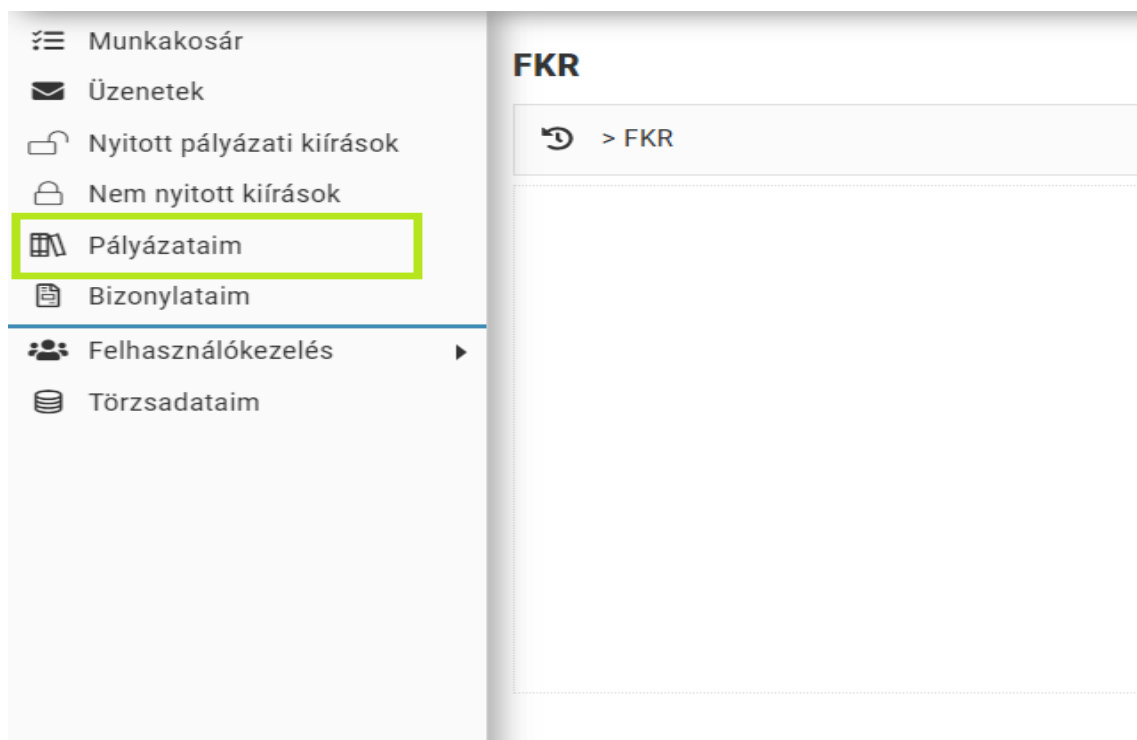 Munkakosár
Üzenetek
Nyitott pályázati kiírások
Nem nyitott kiírások
Pályázataim
Bizonylataim
Felhasználókezelés
Törzsadataim
FKR
> FKR